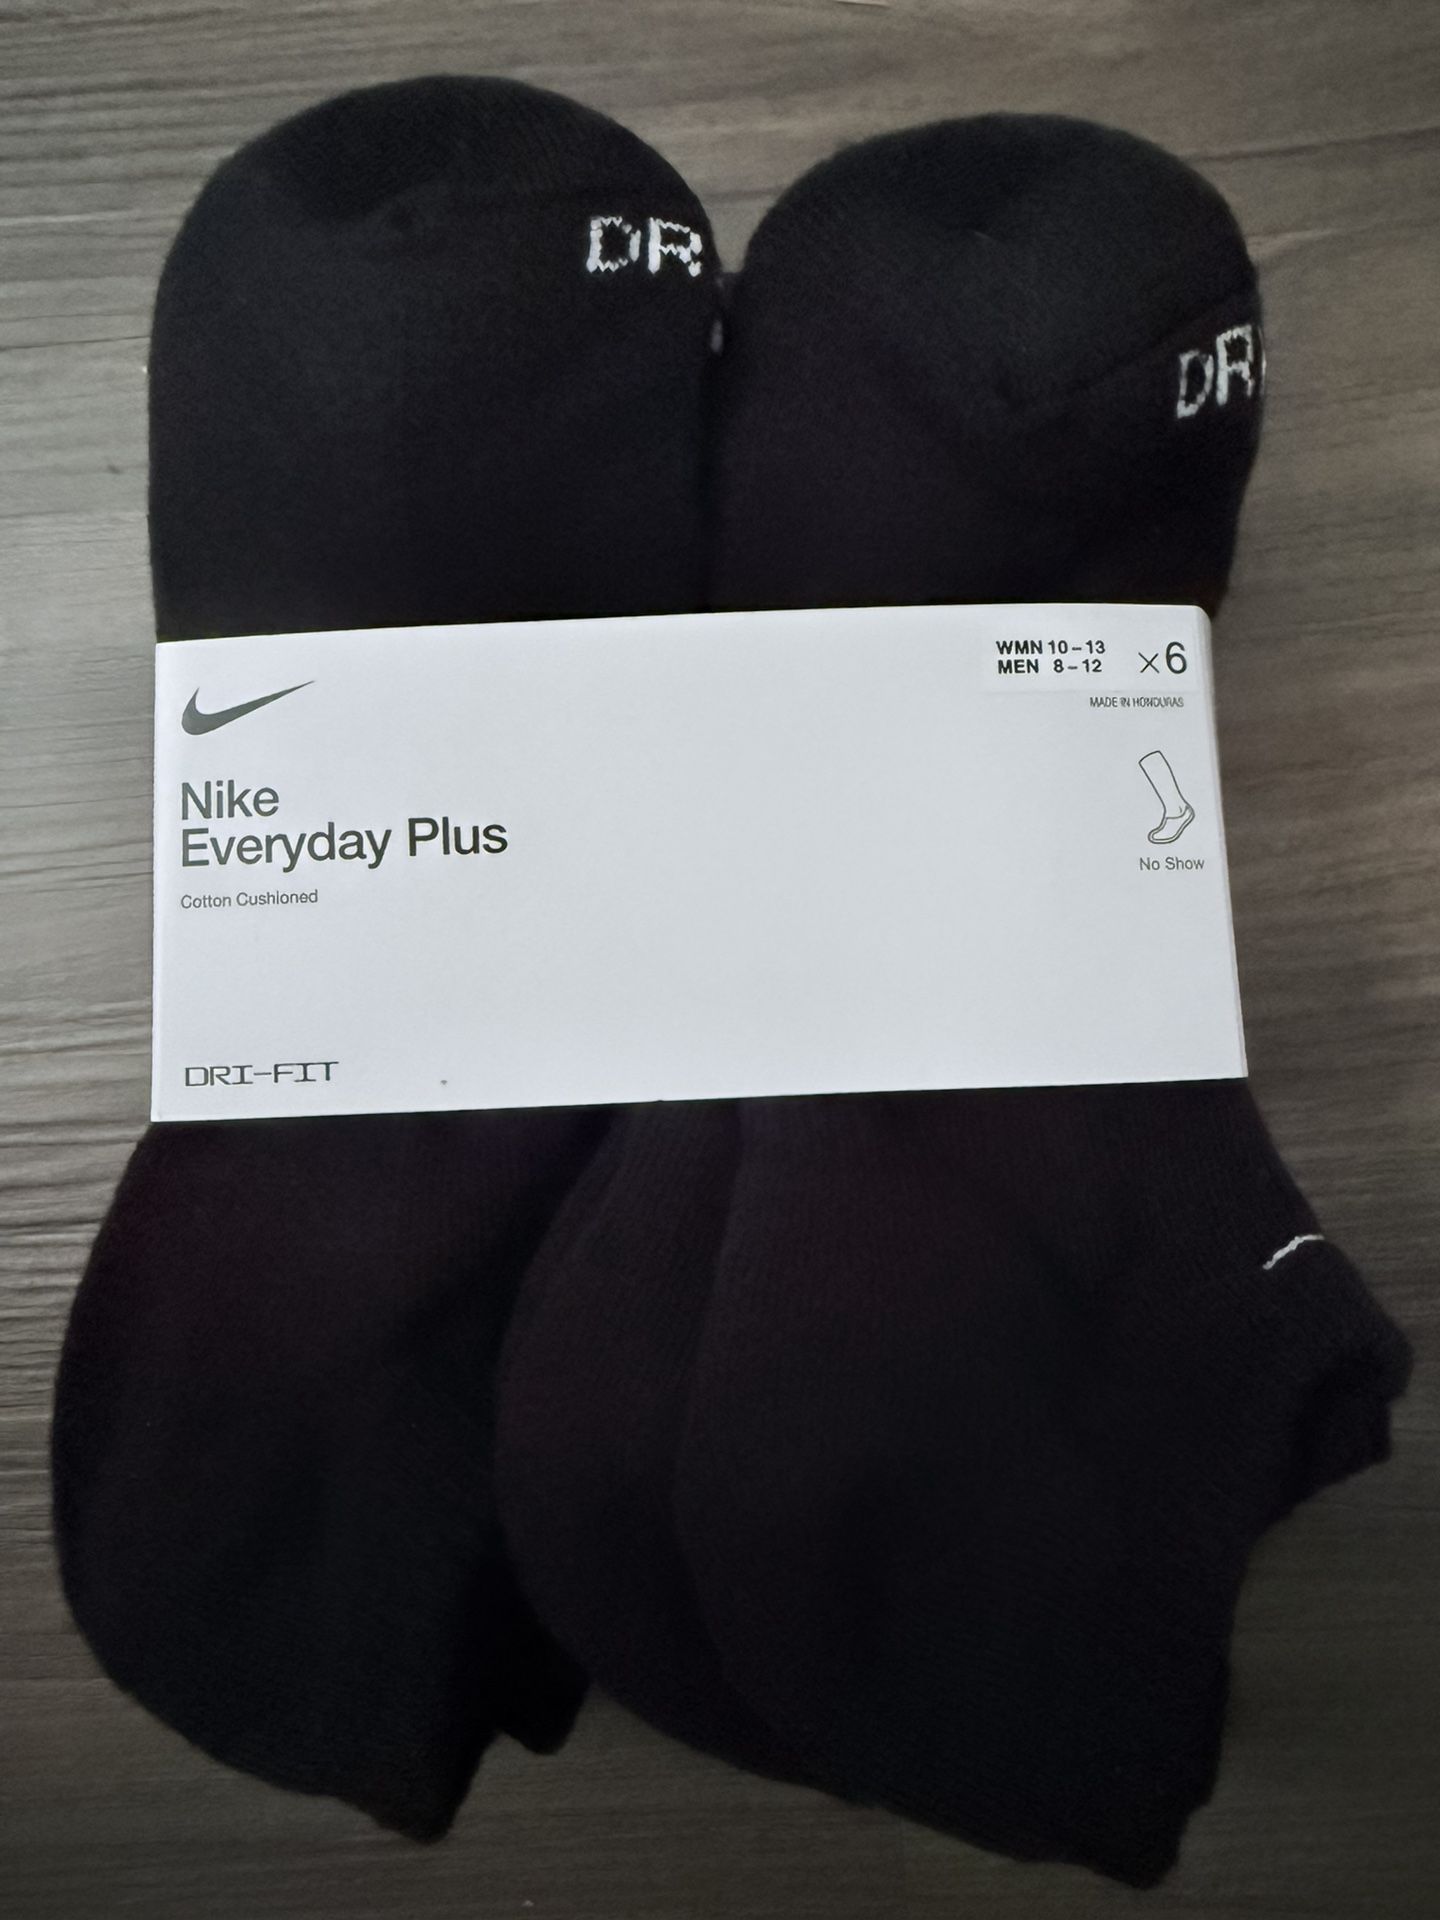 DR
DR
WMN 10-13
MEN 8-12
×6
MADE IN HONDURAS
Nike
Everyday Plus
No Show
Cotton Cushioned
DRI-FIT